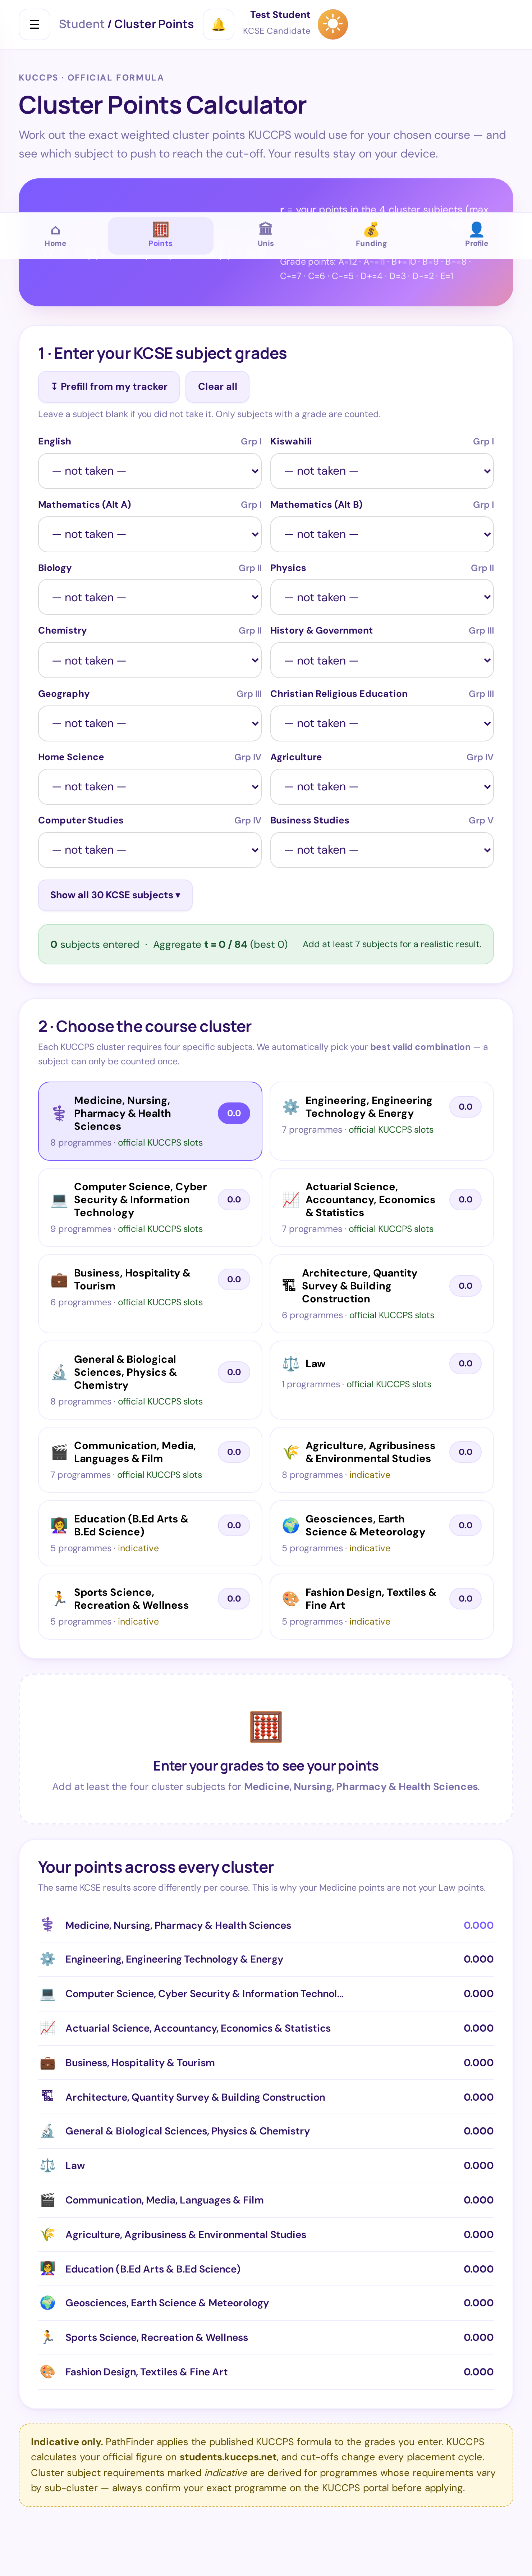 Student / Cluster Points
Test Student
KCSE Candidate
KUCCPS · OFFICIAL FORMULA
Cluster Points Calculator
Work out the exact weighted cluster points KUCCPS would use for your chosen course — and
see which subject to push to reach the cut-off. Your results stay on your device.
r = your points in the 4 cluster subjects (max
Home
Points
Unis
Funding
Profile
Grade points: A=12 · A−=11 · B+=10 · B=9 · B−=8 ·
C+=7 · C=6 · C−=5 · D+=4 · D=3 · D−=2 · E=1
1 · Enter your KCSE subject grades
↧ Prefill from my tracker
Clear all
Leave a subject blank if you did not take it. Only subjects with a grade are counted.
English Grp I
Kiswahili Grp I
— not taken —
— not taken —
Mathematics (Alt A) Grp I
Mathematics (Alt B) Grp I
— not taken —
— not taken —
Biology Grp II
Physics Grp II
— not taken —
— not taken —
Chemistry Grp II
History & Government Grp III
— not taken —
— not taken —
Geography Grp III
Christian Religious Education Grp III
— not taken —
— not taken —
Home Science Grp IV
Agriculture Grp IV
— not taken —
— not taken —
Computer Studies Grp IV
Business Studies Grp V
— not taken —
— not taken —
Show all 30 KCSE subjects ▾
0 subjects entered · Aggregate t = 0 / 84 (best 0)
Add at least 7 subjects for a realistic result.
2 · Choose the course cluster
Each KUCCPS cluster requires four specific subjects. We automatically pick your best valid combination — a
subject can only be counted once.
Medicine, Nursing,
Pharmacy & Health
Sciences
0.0
8 programmes · official KUCCPS slots
Engineering, Engineering
Technology & Energy
0.0
7 programmes · official KUCCPS slots
Computer Science, Cyber
Security & Information
Technology
0.0
9 programmes · official KUCCPS slots
Actuarial Science,
Accountancy, Economics
& Statistics
0.0
7 programmes · official KUCCPS slots
Business, Hospitality &
Tourism
0.0
6 programmes · official KUCCPS slots
Architecture, Quantity
Survey & Building
Construction
0.0
6 programmes · official KUCCPS slots
General & Biological
Sciences, Physics &
Chemistry
0.0
8 programmes · official KUCCPS slots
Law
0.0
1 programmes · official KUCCPS slots
Communication, Media,
Languages & Film
0.0
7 programmes · official KUCCPS slots
Agriculture, Agribusiness
& Environmental Studies
0.0
8 programmes · indicative
Education (B.Ed Arts &
B.Ed Science)
0.0
5 programmes · indicative
Geosciences, Earth
Science & Meteorology
0.0
5 programmes · indicative
Sports Science,
Recreation & Wellness
0.0
5 programmes · indicative
Fashion Design, Textiles &
Fine Art
0.0
5 programmes · indicative
Enter your grades to see your points
Add at least the four cluster subjects for Medicine, Nursing, Pharmacy & Health Sciences.
Your points across every cluster
The same KCSE results score differently per course. This is why your Medicine points are not your Law points.
Medicine, Nursing, Pharmacy & Health Sciences 0.000
Engineering, Engineering Technology & Energy 0.000
Computer Science, Cyber Security & Information Technol... 0.000
Actuarial Science, Accountancy, Economics & Statistics 0.000
Business, Hospitality & Tourism 0.000
Architecture, Quantity Survey & Building Construction 0.000
General & Biological Sciences, Physics & Chemistry 0.000
Law 0.000
Communication, Media, Languages & Film 0.000
Agriculture, Agribusiness & Environmental Studies 0.000
Education (B.Ed Arts & B.Ed Science) 0.000
Geosciences, Earth Science & Meteorology 0.000
Sports Science, Recreation & Wellness 0.000
Fashion Design, Textiles & Fine Art 0.000
Indicative only. PathFinder applies the published KUCCPS formula to the grades you enter. KUCCPS
calculates your official figure on students.kuccps.net, and cut-offs change every placement cycle.
Cluster subject requirements marked indicative are derived for programmes whose requirements vary
by sub-cluster — always confirm your exact programme on the KUCCPS portal before applying.